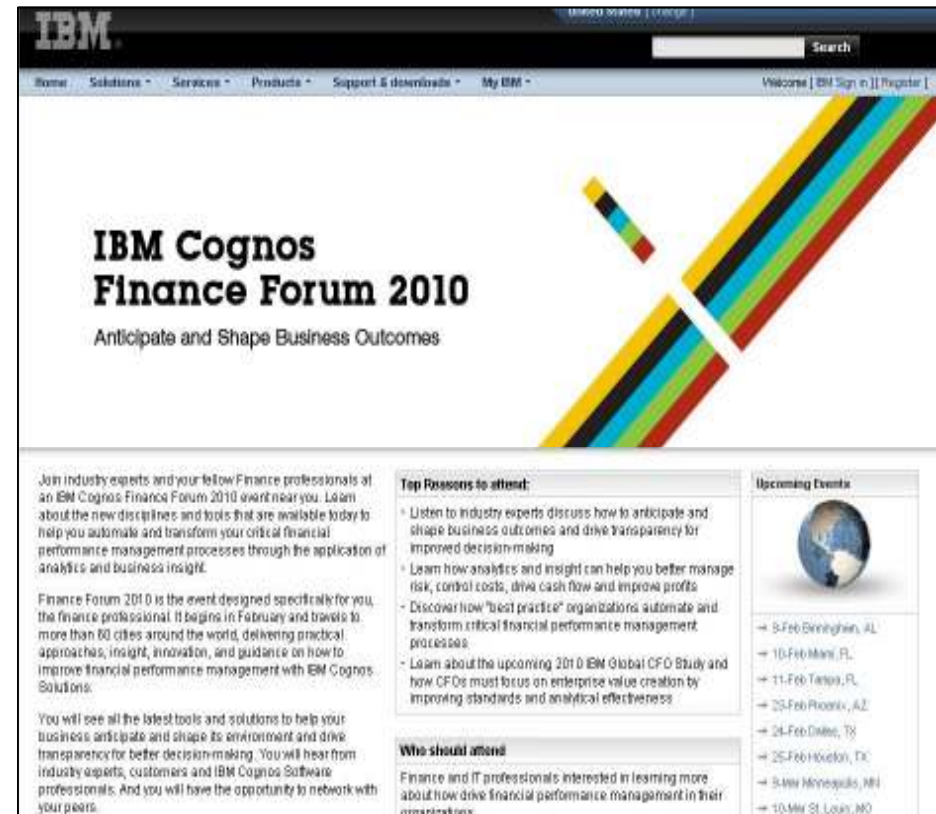 United States [ change ]
IBM.
Search
Home Solutions Services Products Support & downloads My IBM
Welcome [ IBM Sign in ] [ Register ]
IBM Cognos
Finance Forum 2010
Anticipate and Shape Business Outcomes
Join industry experts and your fellow Finance professionals at
an IBM Cognos Finance Forum 2010 event near you. Learn
about the new disciplines and tools that are available today to
help you automate and transform your critical financial
performance management processes through the application of
analytics and business insight.
Finance Forum 2010 is the event designed specifically for you,
the finance professional. It begins in February and travels to
more than 60 cities around the world, delivering practical
approaches, insight, innovation, and guidance on how to
improve financial performance management with IBM Cognos
Solutions.
You will see all the latest tools and solutions to help your
business anticipate and shape its environment and drive
transparency for better decision-making. You will hear from
industry experts, customers and IBM Cognos Software
professionals. And you will have the opportunity to network with
your peers.
Top Reasons to attend:
Listen to industry experts discuss how to anticipate and
shape business outcomes and drive transparency for
improved decision-making
Learn how analytics and insight can help you better manage
risk, control costs, drive cash flow and improve profits
Discover how "best practice" organizations automate and
transform critical financial performance management
processes
Learn about the upcoming 2010 IBM Global CFO Study and
how CFOs must focus on enterprise value creation by
improving standards and analytical effectiveness
Who should attend
Finance and IT professionals interested in learning more
about how drive financial performance management in their
organizations
Upcoming Events
→ 9-Feb Birmingham, AL
→ 10-Feb Miami, FL
→ 11-Feb Tampa, FL
→ 23-Feb Phoenix, AZ
→ 24-Feb Dallas, TX
→ 25-Feb Houston, TX
→ 9-Mar Minneapolis, MN
→ 10-Mar St. Louis, MO